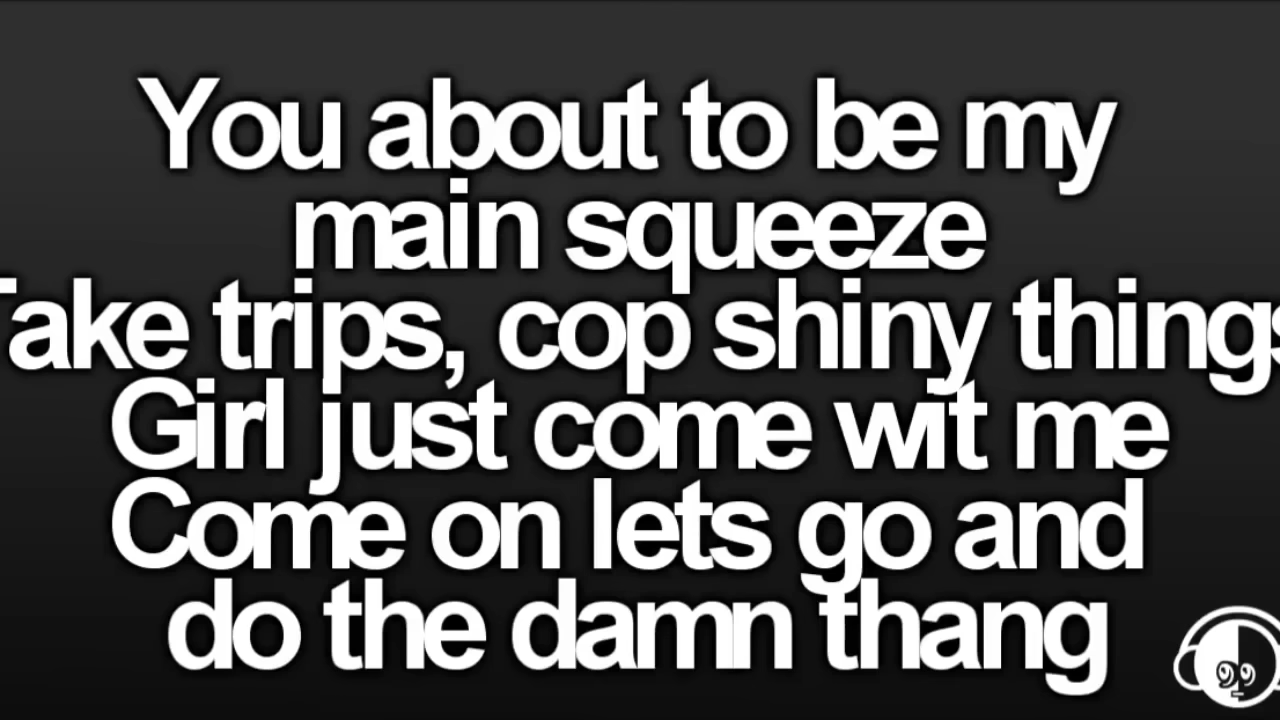 You about to be my
main squeeze
Take trips, cop shiny things
Girl just come wit me
Come on lets go and
do the damn thang